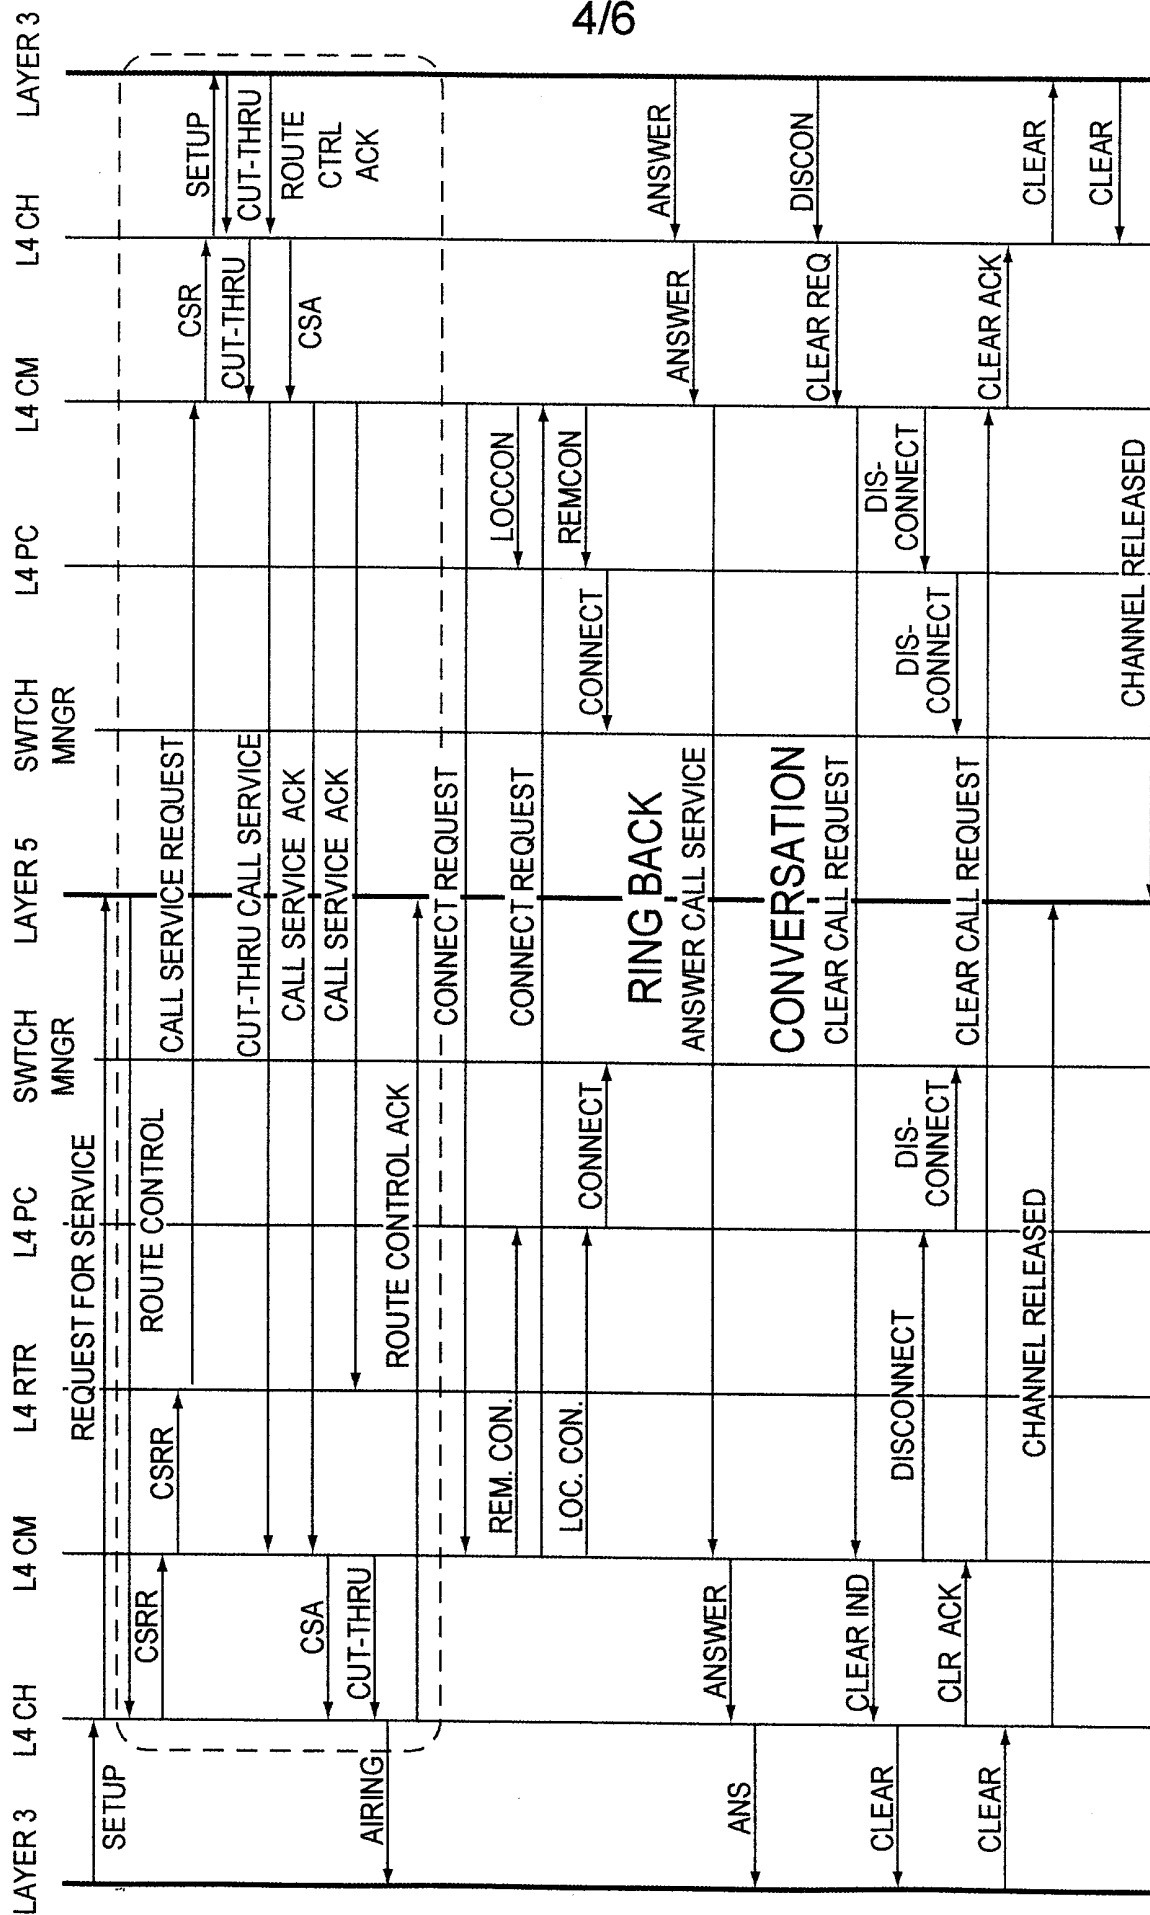 4/6
LAYER 3
L4 CH
L4 CM
L4 RTR
L4 PC
SWTCH
MNGR
LAYER 5
SWTCH
MNGR
L4 PC
L4 CM
L4 CH
LAYER 3
SETUP
REQUEST FOR SERVICE
ROUTE CONTROL
CSRR
CSRR
CALL SERVICE REQUEST
CSR
SETUP
CUT-THRU
CUT-THRU
CUT-THRU CALL SERVICE
ROUTE
CTRL
ACK
CSA
CALL SERVICE ACK
CSA
CALL SERVICE ACK
CUT-THRU
AIRING
ROUTE CONTROL ACK
CONNECT REQUEST
REM. CON.
LOCCON
CONNECT REQUEST
LOC. CON.
REMCON
CONNECT
CONNECT
RING BACK
ANSWER
ANSWER
ANSWER CALL SERVICE
ANSWER
ANS
CONVERSATION
DISCON
CLEAR REQ
CLEAR CALL REQUEST
CLEAR IND
CLEAR
DISCONNECT
DIS-
CONNECT
DIS-
CONNECT
DIS-
CONNECT
CLR ACK
CLEAR CALL REQUEST
CLEAR ACK
CLEAR
CHANNEL RELEASED
CLEAR
CLEAR
CHANNEL RELEASED